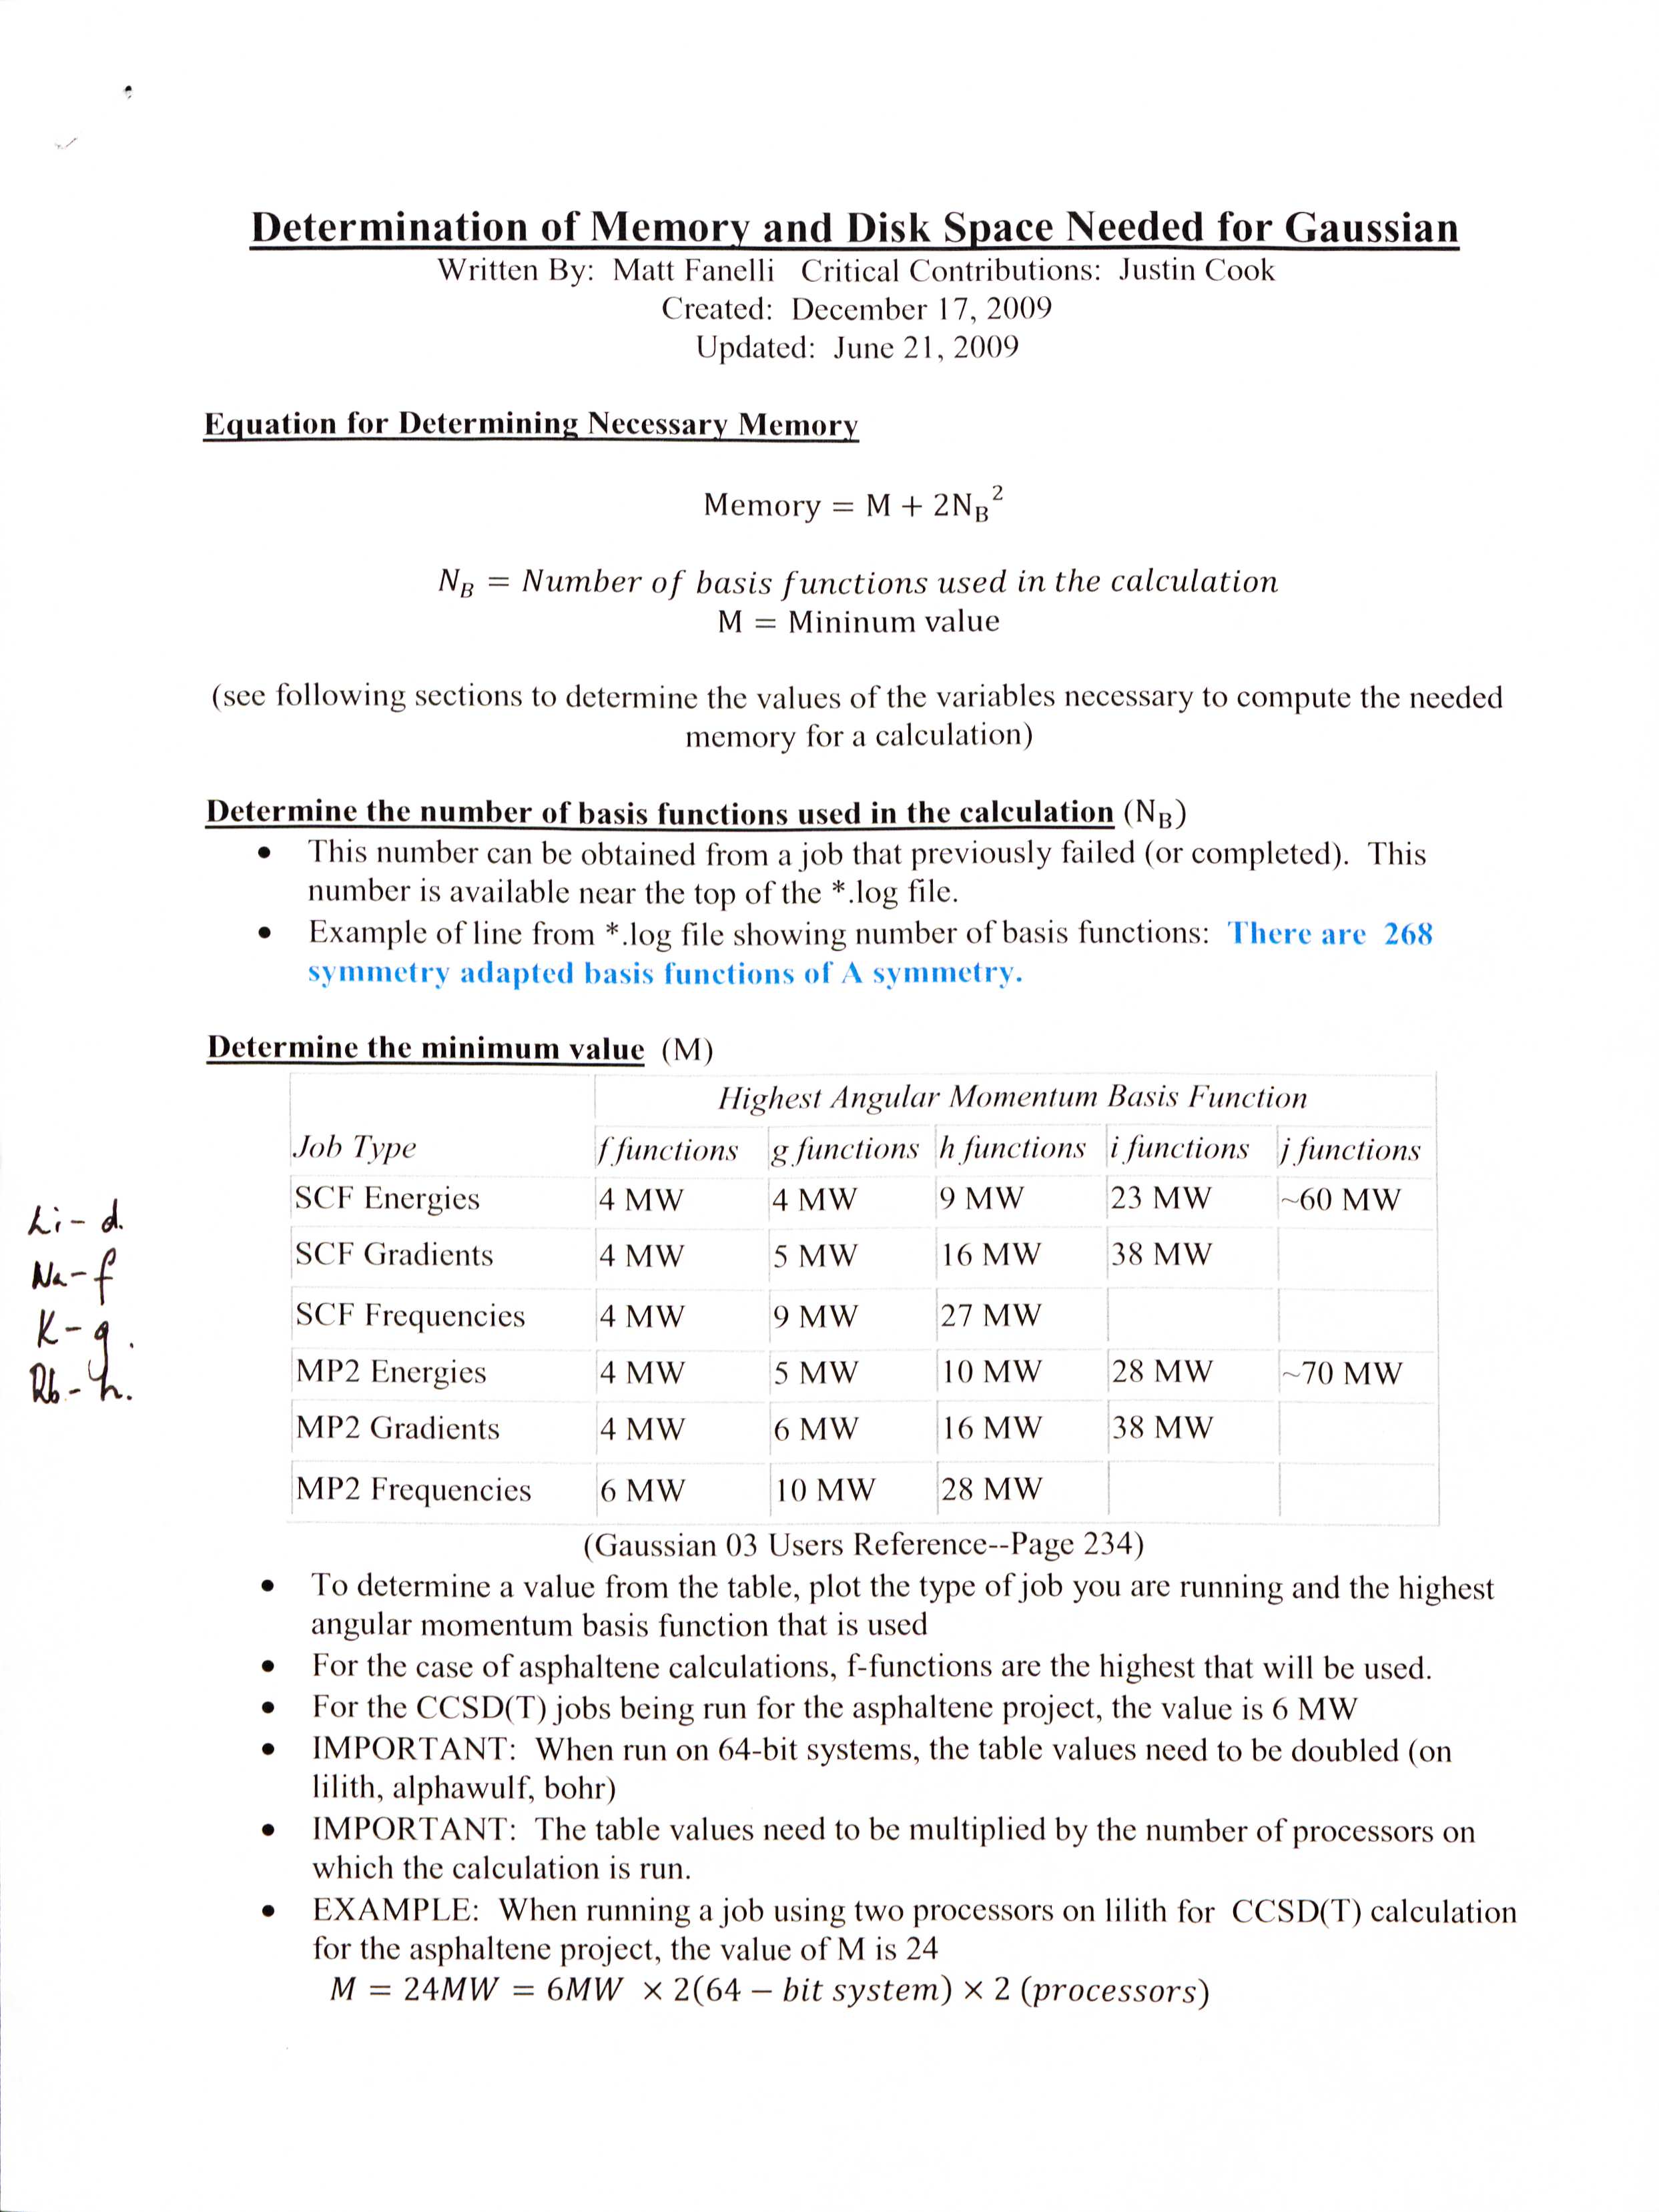 Determination of Memory and Disk Space Needed for Gaussian
Written By:  Matt Fanelli   Critical Contributions:  Justin Cook
Created:  December 17, 2009
Updated:  June 21, 2009
Equation for Determining Necessary Memory
Memory = M + 2N_B²
N_B = Number of basis functions used in the calculation
M = Mininum value
(see following sections to determine the values of the variables necessary to compute the needed
memory for a calculation)
Determine the number of basis functions used in the calculation (N_B)
• This number can be obtained from a job that previously failed (or completed).  This
number is available near the top of the *.log file.
• Example of line from *.log file showing number of basis functions:  There are  268
symmetry adapted basis functions of A symmetry.
Determine the minimum value  (M)
Highest Angular Momentum Basis Function
Job Type f functions g functions h functions i functions j functions
SCF Energies 4 MW 4 MW 9 MW 23 MW ~60 MW
SCF Gradients 4 MW 5 MW 16 MW 38 MW
SCF Frequencies 4 MW 9 MW 27 MW
MP2 Energies 4 MW 5 MW 10 MW 28 MW ~70 MW
MP2 Gradients 4 MW 6 MW 16 MW 38 MW
MP2 Frequencies 6 MW 10 MW 28 MW
Li - d.
Na - f
K - g.
Rb - h.
(Gaussian 03 Users Reference--Page 234)
• To determine a value from the table, plot the type of job you are running and the highest
angular momentum basis function that is used
• For the case of asphaltene calculations, f-functions are the highest that will be used.
• For the CCSD(T) jobs being run for the asphaltene project, the value is 6 MW
• IMPORTANT:  When run on 64-bit systems, the table values need to be doubled (on
lilith, alphawulf, bohr)
• IMPORTANT:  The table values need to be multiplied by the number of processors on
which the calculation is run.
• EXAMPLE:  When running a job using two processors on lilith for  CCSD(T) calculation
for the asphaltene project, the value of M is 24
M = 24MW = 6MW × 2(64 − bit system) × 2 (processors)